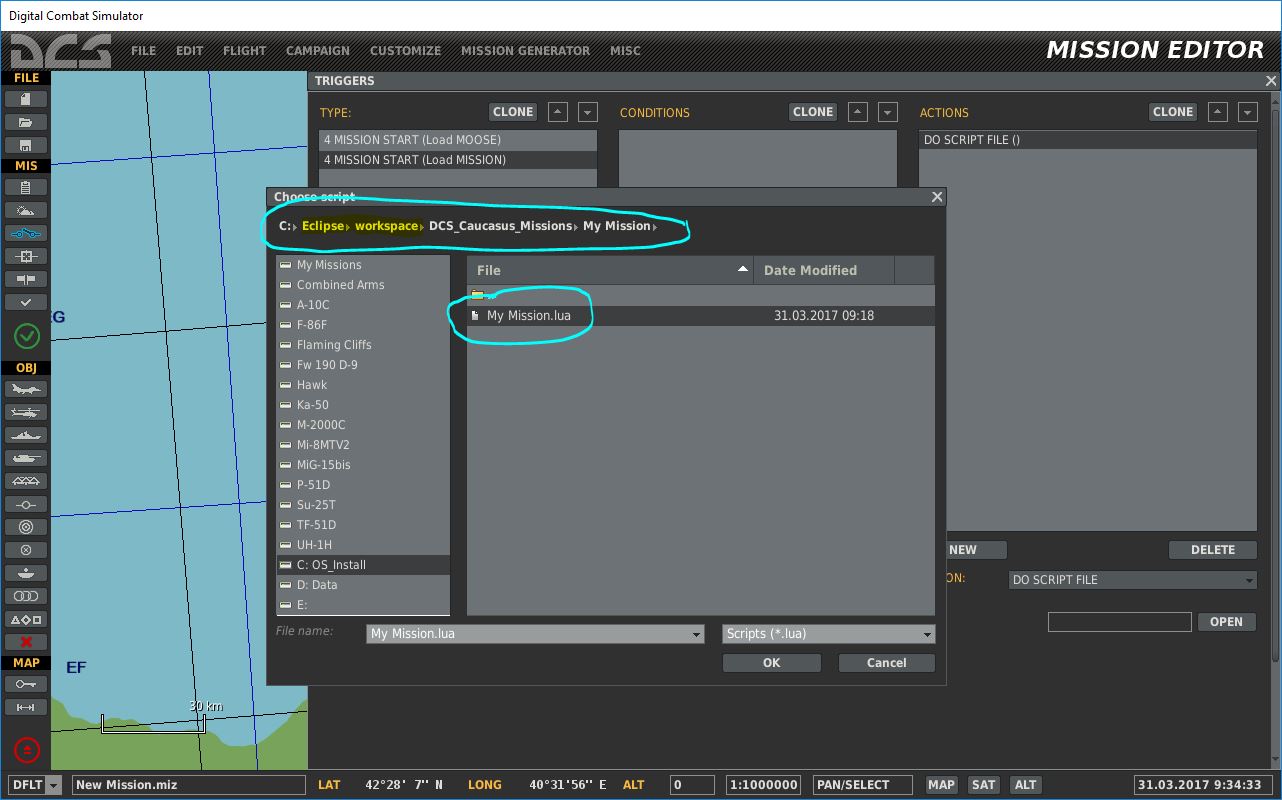 Digital Combat Simulator
DCS FILE EDIT FLIGHT CAMPAIGN CUSTOMIZE MISSION GENERATOR MISC MISSION EDITOR
FILE
TRIGGERS
TYPE: CLONE CONDITIONS CLONE ACTIONS CLONE
4 MISSION START (Load MOOSE)
4 MISSION START (Load MISSION)
DO SCRIPT FILE ()
MIS
Choose script
C: Eclipse workspace DCS_Caucasus_Missions My Mission
My Missions
Combined Arms
A-10C
F-86F
Flaming Cliffs
Fw 190 D-9
Hawk
Ka-50
M-2000C
Mi-8MTV2
MiG-15bis
P-51D
Su-25T
TF-51D
UH-1H
C: OS_Install
D: Data
E:
File Date Modified
..
My Mission.lua 31.03.2017 09:18
File name: My Mission.lua Scripts (*.lua)
OK Cancel
NEW DELETE
ON: DO SCRIPT FILE
OPEN
EG
OBJ
MAP
EF
30 km
DFLT New Mission.miz LAT 42°28' 7" N LONG 40°31'56" E ALT 0 1:1000000 PAN/SELECT MAP SAT ALT 31.03.2017 9:34:33